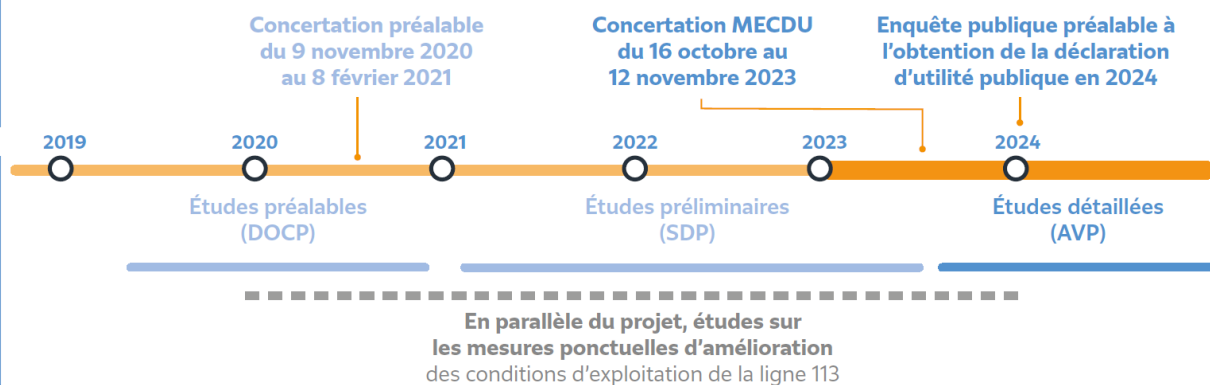 Concertation préalable
du 9 novembre 2020
au 8 février 2021
Concertation MECDU
du 16 octobre au
12 novembre 2023
Enquête publique préalable à
l’obtention de la déclaration
d’utilité publique en 2024
2019
2020
2021
2022
2023
2024
Études préalables
(DOCP)
Études préliminaires
(SDP)
Études détaillées
(AVP)
En parallèle du projet, études sur
les mesures ponctuelles d’amélioration
des conditions d’exploitation de la ligne 113